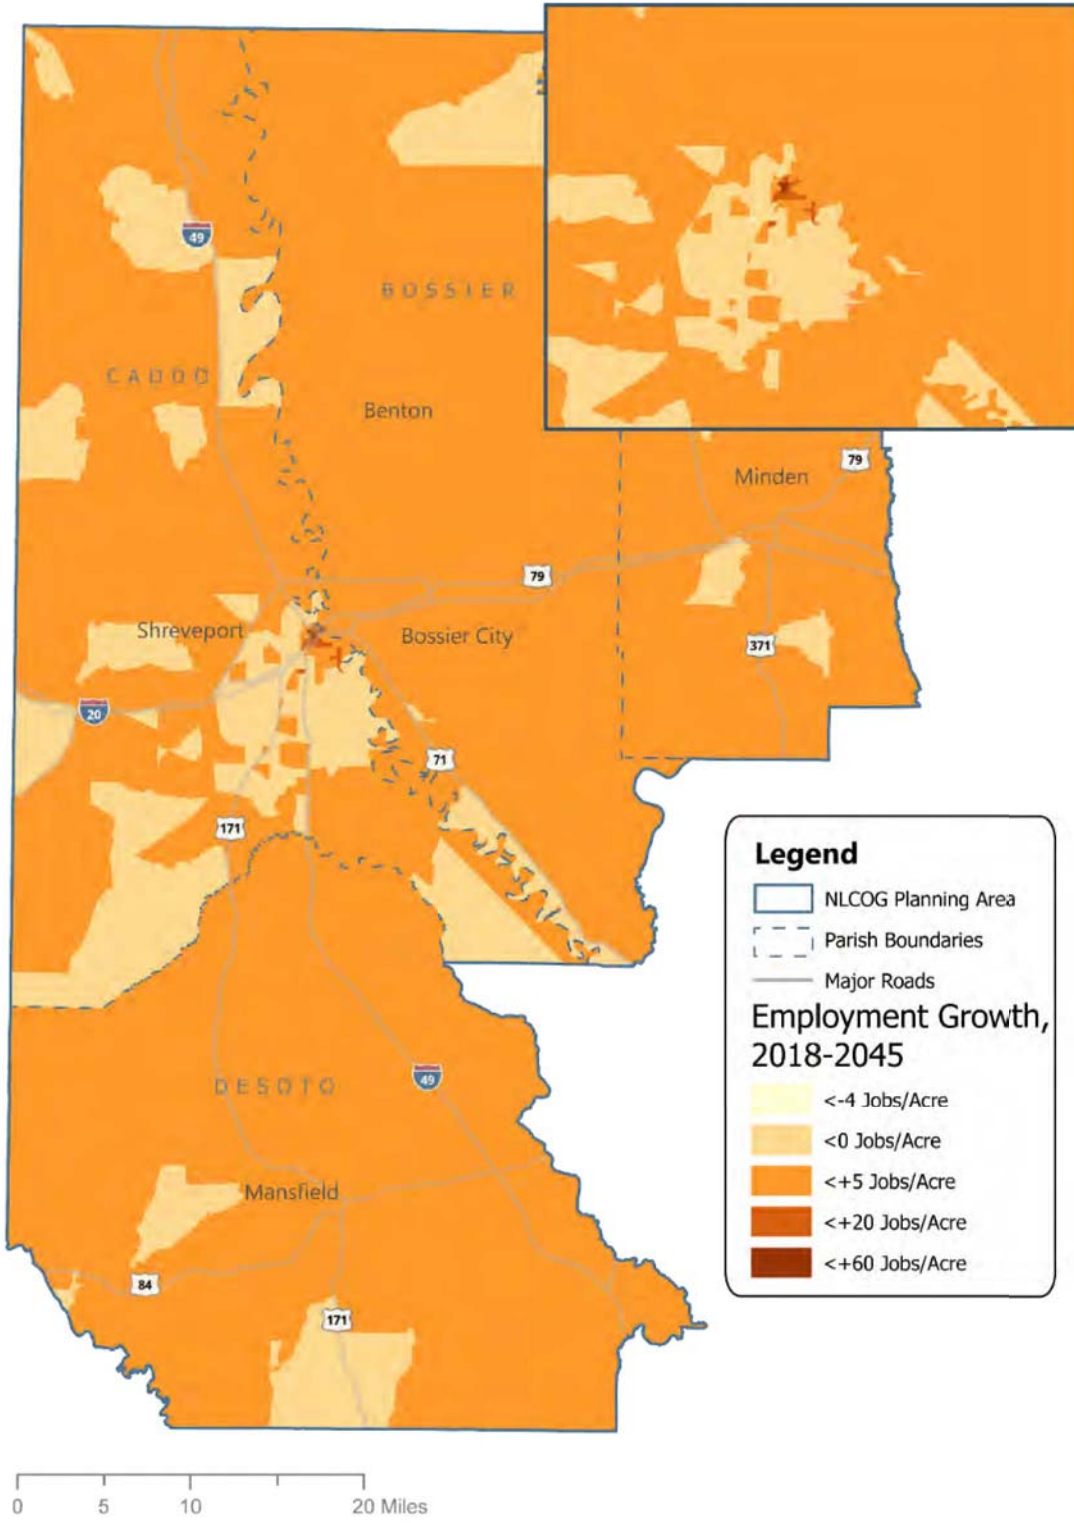 49
BOSSIER
CADDO
Benton
79
Minden
79
Shreveport
Bossier City
371
20
71
171
Legend
NLCOG Planning Area
Parish Boundaries
Major Roads
Employment Growth,
2018-2045
<-4 Jobs/Acre
<0 Jobs/Acre
<+5 Jobs/Acre
<+20 Jobs/Acre
<+60 Jobs/Acre
49
DESOTO
Mansfield
84
171
0 5 10 20 Miles